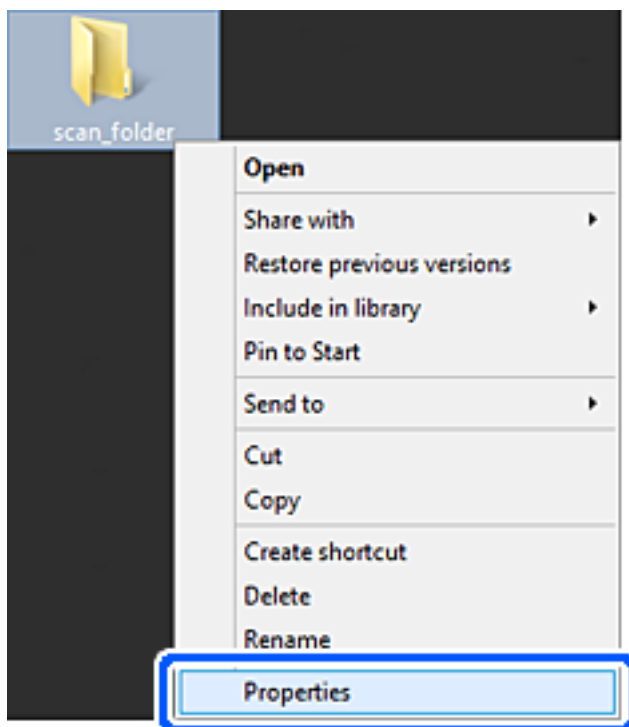 scan_folder
Open
Share with
Restore previous versions
Include in library
Pin to Start
Send to
Cut
Copy
Create shortcut
Delete
Rename
Properties